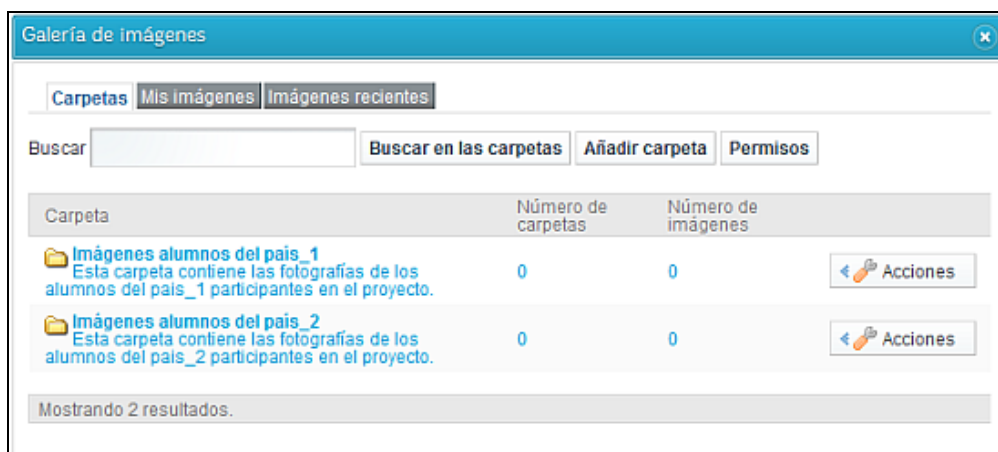 Galería de imágenes
Carpetas Mis imágenes Imágenes recientes
Buscar Buscar en las carpetas Añadir carpeta Permisos
Carpeta Número de carpetas Número de imágenes
Imágenes alumnos del pais_1
Esta carpeta contiene las fotografías de los
alumnos del pais_1 participantes en el proyecto.
0 0 Acciones
Imágenes alumnos del pais_2
Esta carpeta contiene las fotografías de los
alumnos del pais_2 participantes en el proyecto.
0 0 Acciones
Mostrando 2 resultados.